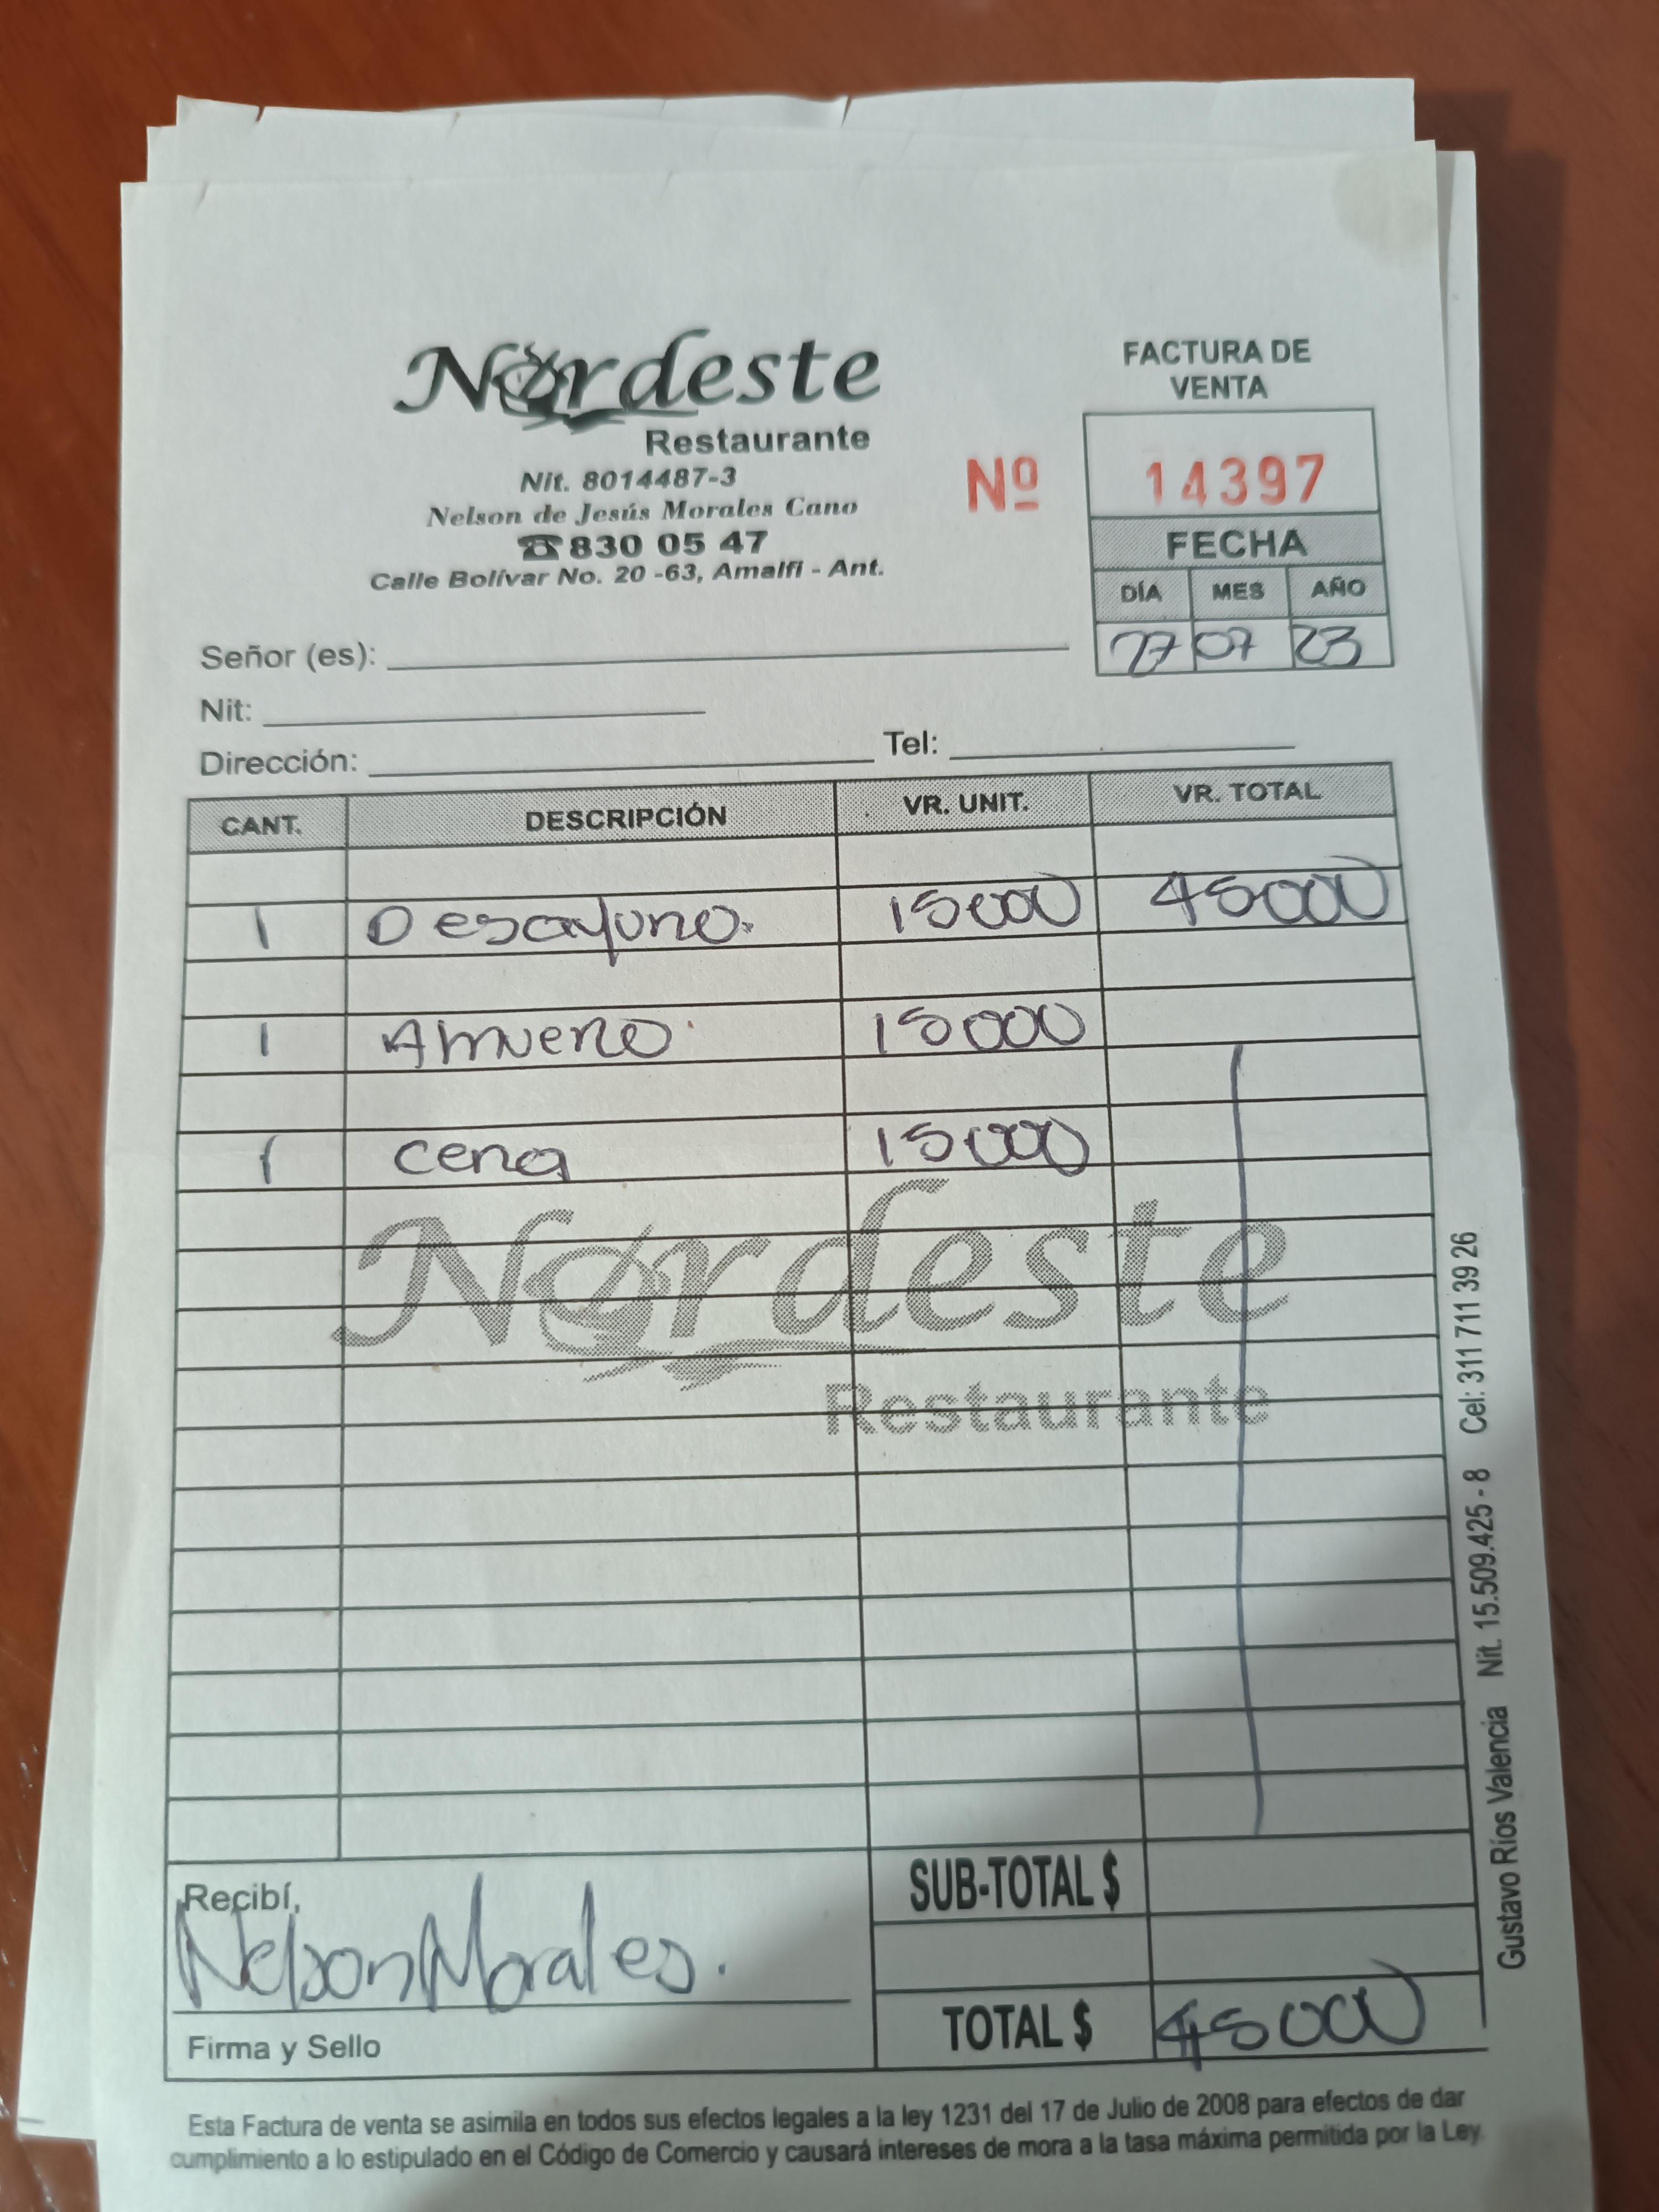 Nordeste
Restaurante
Nit. 8014487-3
Nelson de Jesús Morales Cano
☎ 830 05 47
Calle Bolívar No. 20 -63, Amalfi - Ant.
FACTURA DE
VENTA
Nº 14397
FECHA
DÍA MES AÑO
27 07 23
Señor (es):
Nit:
Dirección: Tel:
CANT. DESCRIPCIÓN VR. UNIT. VR. TOTAL
1 Desayuno. 15000 45000
1 Almuerzo 15000
1 cena 15000
Nordeste
Restaurante
SUB-TOTAL $
Recibí,
Nelson Morales.
TOTAL $ 45000
Firma y Sello
Esta Factura de venta se asimila en todos sus efectos legales a la ley 1231 del 17 de Julio de 2008 para efectos de dar
cumplimiento a lo estipulado en el Código de Comercio y causará intereses de mora a la tasa máxima permitida por la Ley.
Gustavo Ríos Valencia Nit. 15.509.425 - 8 Cel: 311 711 39 26